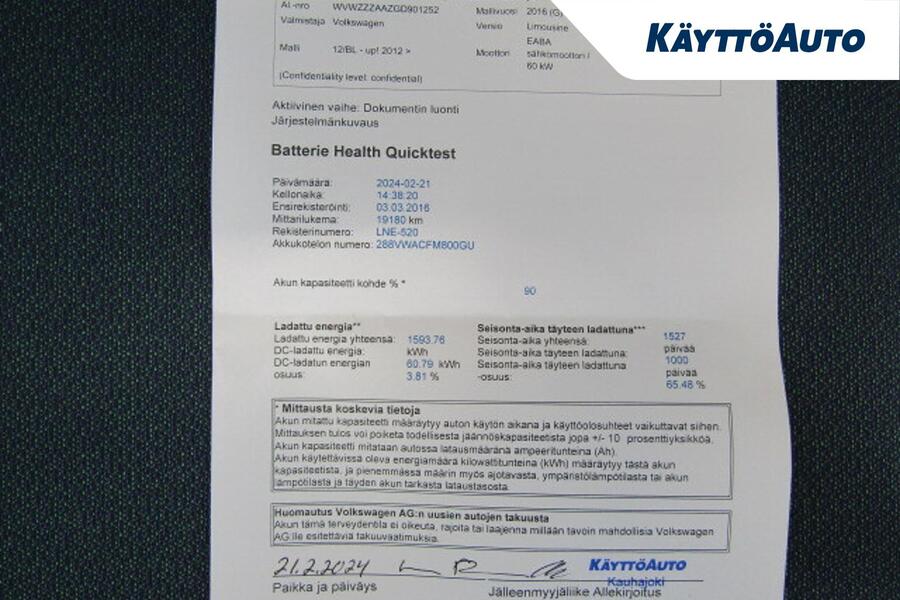 KÄYTTÖAUTO
AL-nro WVWZZZAAZGD901252 Mallivuosi 2016 (G)
Valmistaja Volkswagen Versio Limousine
Malli 12/BL - up! 2012 > Moottori EABA
sähkömoottori /
60 kW
(Confidentiality level: confidential)
Aktiivinen vaihe: Dokumentin luonti
Järjestelmänkuvaus
Batterie Health Quicktest
Päivämäärä: 2024-02-21
Kellonaika: 14:38:20
Ensirekisteröinti: 03.03.2016
Mittarilukema: 19180 km
Rekisterinumero: LNE-520
Akkukotelon numero: 288VWACFM800GU
Akun kapasiteetti kohde % * 90
Ladattu energia**
Ladattu energia yhteensä: 1593.76
kWh
DC-ladattu energia: 60.79 kWh
DC-ladatun energian
osuus: 3.81 %
Seisonta-aika täyteen ladattuna***
Seisonta-aika yhteensä: 1527
päivää
Seisonta-aika täyteen ladattuna: 1000
päivää
Seisonta-aika täyteen ladattuna
-osuus: 65.48 %
* Mittausta koskevia tietoja
Akun mitattu kapasiteetti määräytyy auton käytön aikana ja käyttöolosuhteet vaikuttavat siihen.
Mittauksen tulos voi poiketa todellisesta jäännöskapasiteetista jopa +/- 10 prosenttiyksikköä.
Akun kapasiteetti mitataan autossa latausmääränä ampeeritunteina (Ah).
Akun käytettävissä oleva energiamäärä kilowattitunteina (kWh) määräytyy tästä akun
kapasiteetista, ja pienemmässä määrin myös ajotavasta, ympäristölämpötilasta tai akun
lämpötilasta ja täyden akun tarkasta lataustasosta.
Huomautus Volkswagen AG:n uusien autojen takuusta
Akun tämä terveydentila ei oikeuta, rajoita tai laajenna millään tavoin mahdollisia Volkswagen
AG:lle esitettäviä takuuvaatimuksia.
21.2.2024
KÄYTTÖAUTO
Kauhajoki
Paikka ja päiväys Jälleenmyyjäliike Allekirjoitus